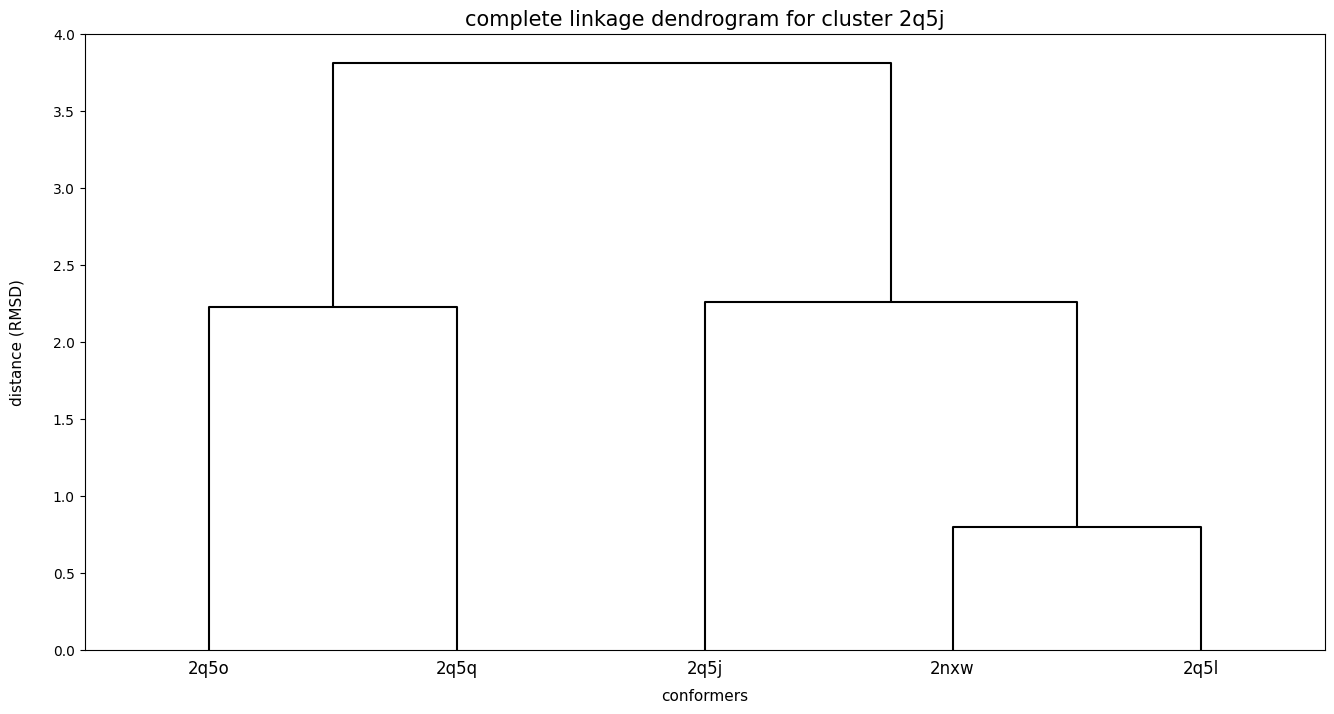 complete linkage dendrogram for cluster 2q5j
4.0
3.5
3.0
2.5
2.0
1.5
1.0
0.5
0.0
distance (RMSD)
2q5o 2q5q 2q5j 2nxw 2q5l
conformers